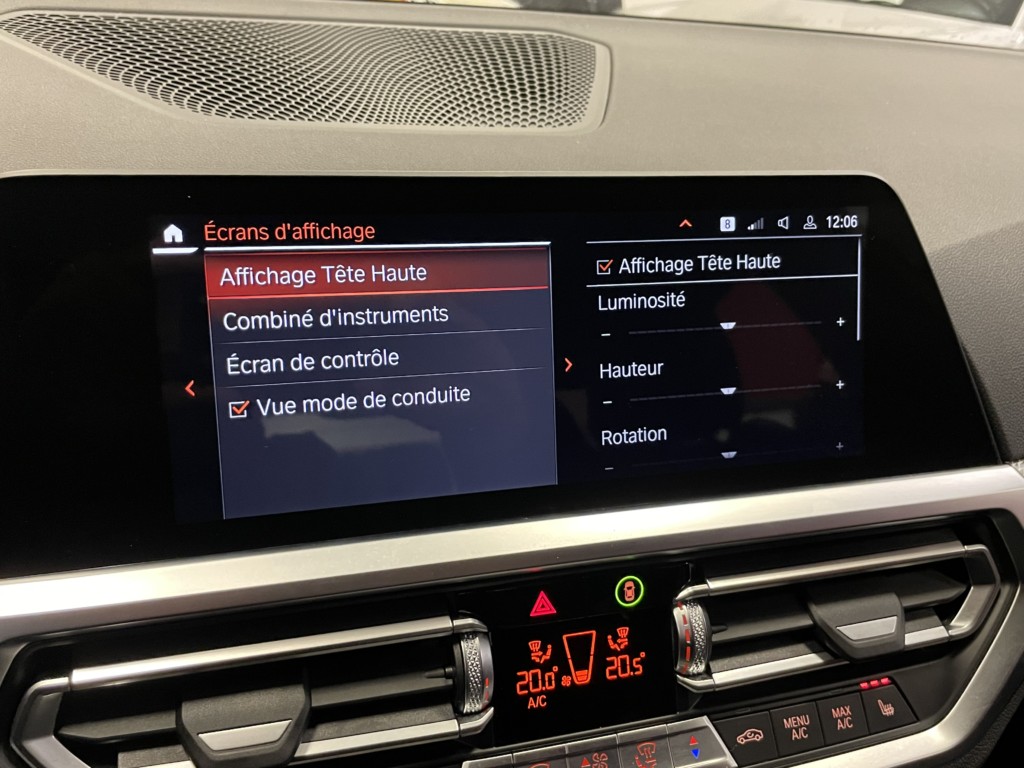 Écrans d'affichage
8
12:06
Affichage Tête Haute
Combiné d'instruments
Écran de contrôle
Vue mode de conduite
Affichage Tête Haute
Luminosité
− +
Hauteur
− +
Rotation
− +
20.0°
20.5°
A/C
MENU
A/C
MAX
A/C